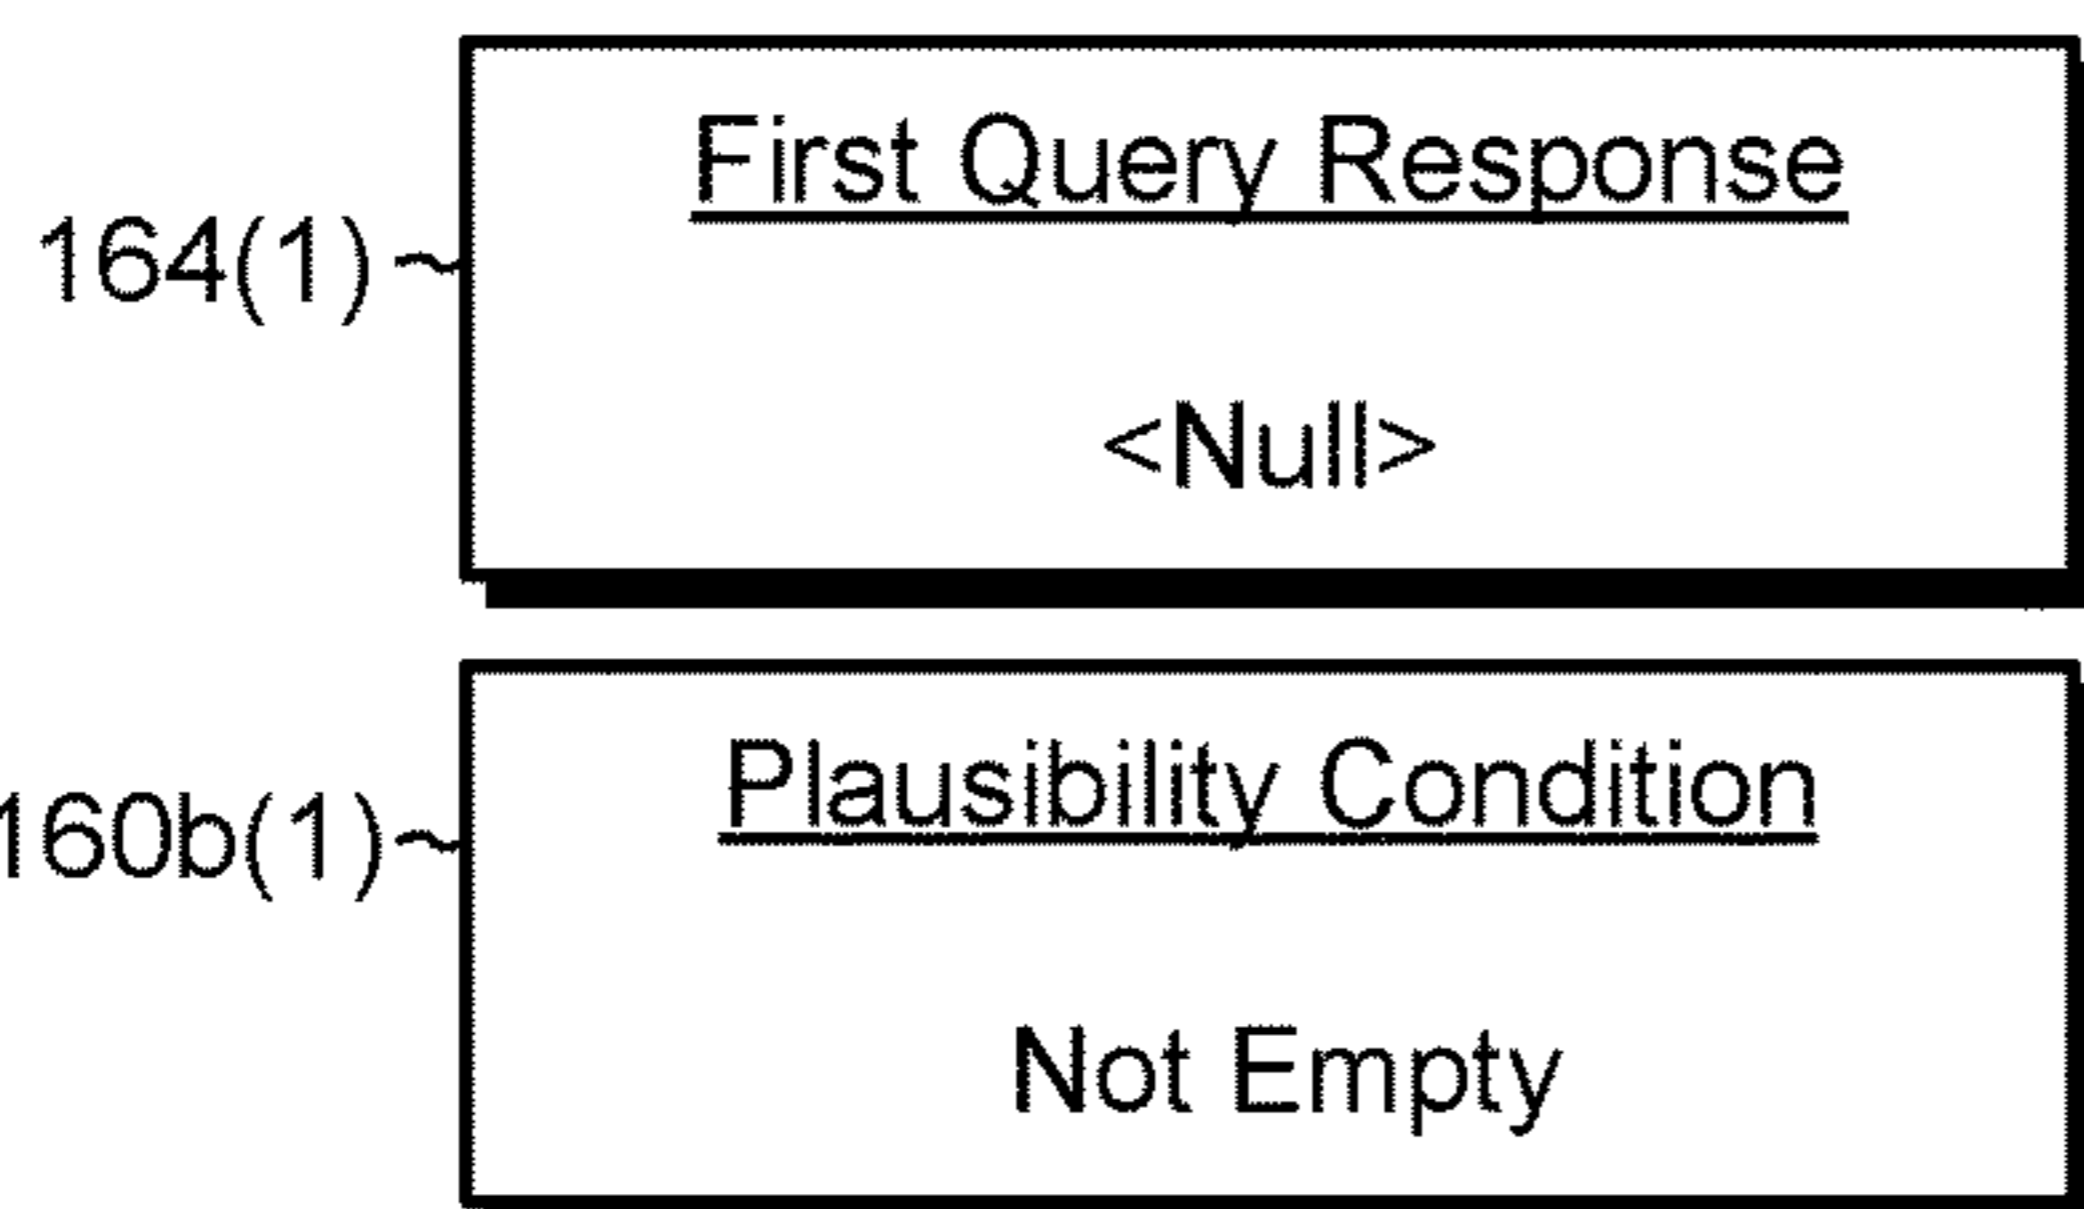 First Query Response
164(1)
<Null>
Plausibility Condition
160b(1)
Not Empty